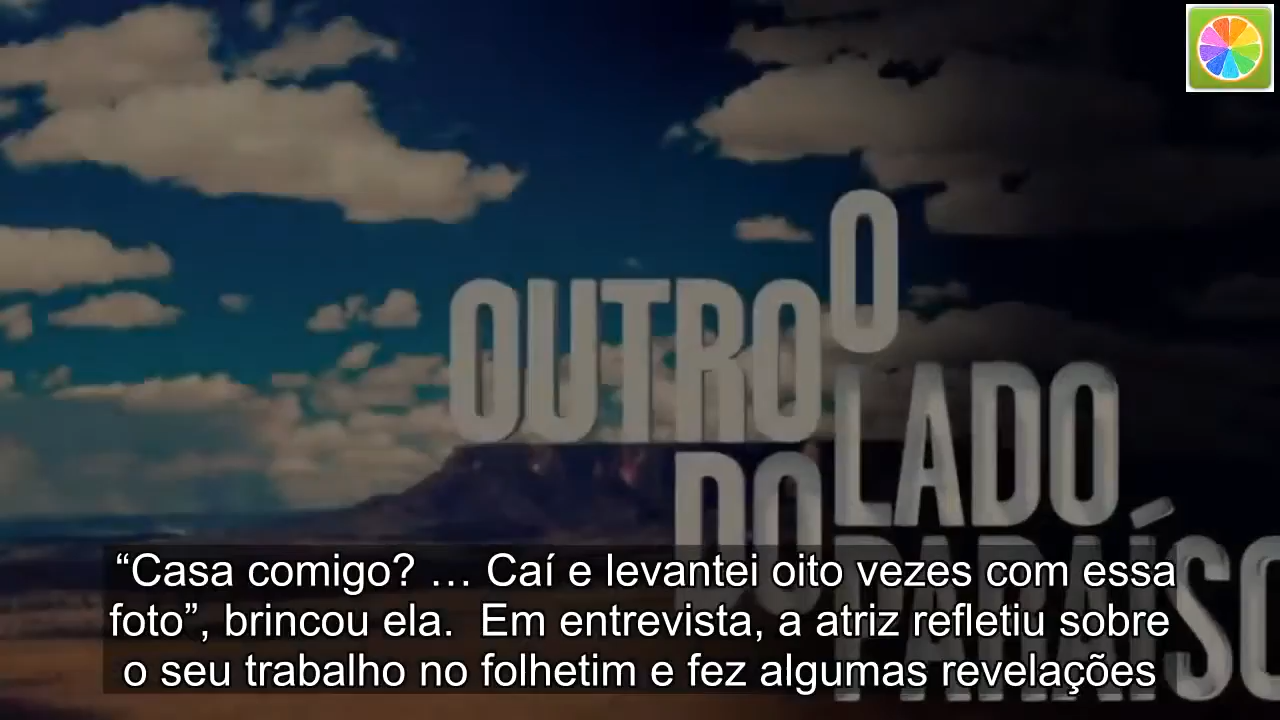 O
OUTRO
LADO
DO
PARAÍSO
“Casa comigo? … Caí e levantei oito vezes com essa
foto”, brincou ela.  Em entrevista, a atriz refletiu sobre
o seu trabalho no folhetim e fez algumas revelações